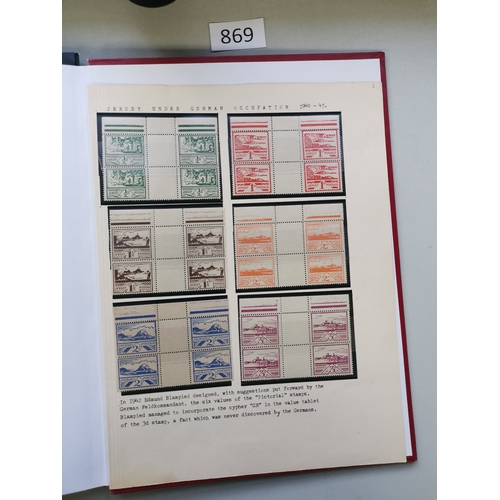 869
JERSEY UNDER GERMAN OCCUPATION 1940-45.
In 1942 Edmund Blampied designed, with suggestions put forward by the
German Feldkommandant, the six values of the "Pictorial" stamps.
Blampied managed to incorporate the cypher "GR" in the value tablet
of the 3d stamp, a fact which was never discovered by the Germans.